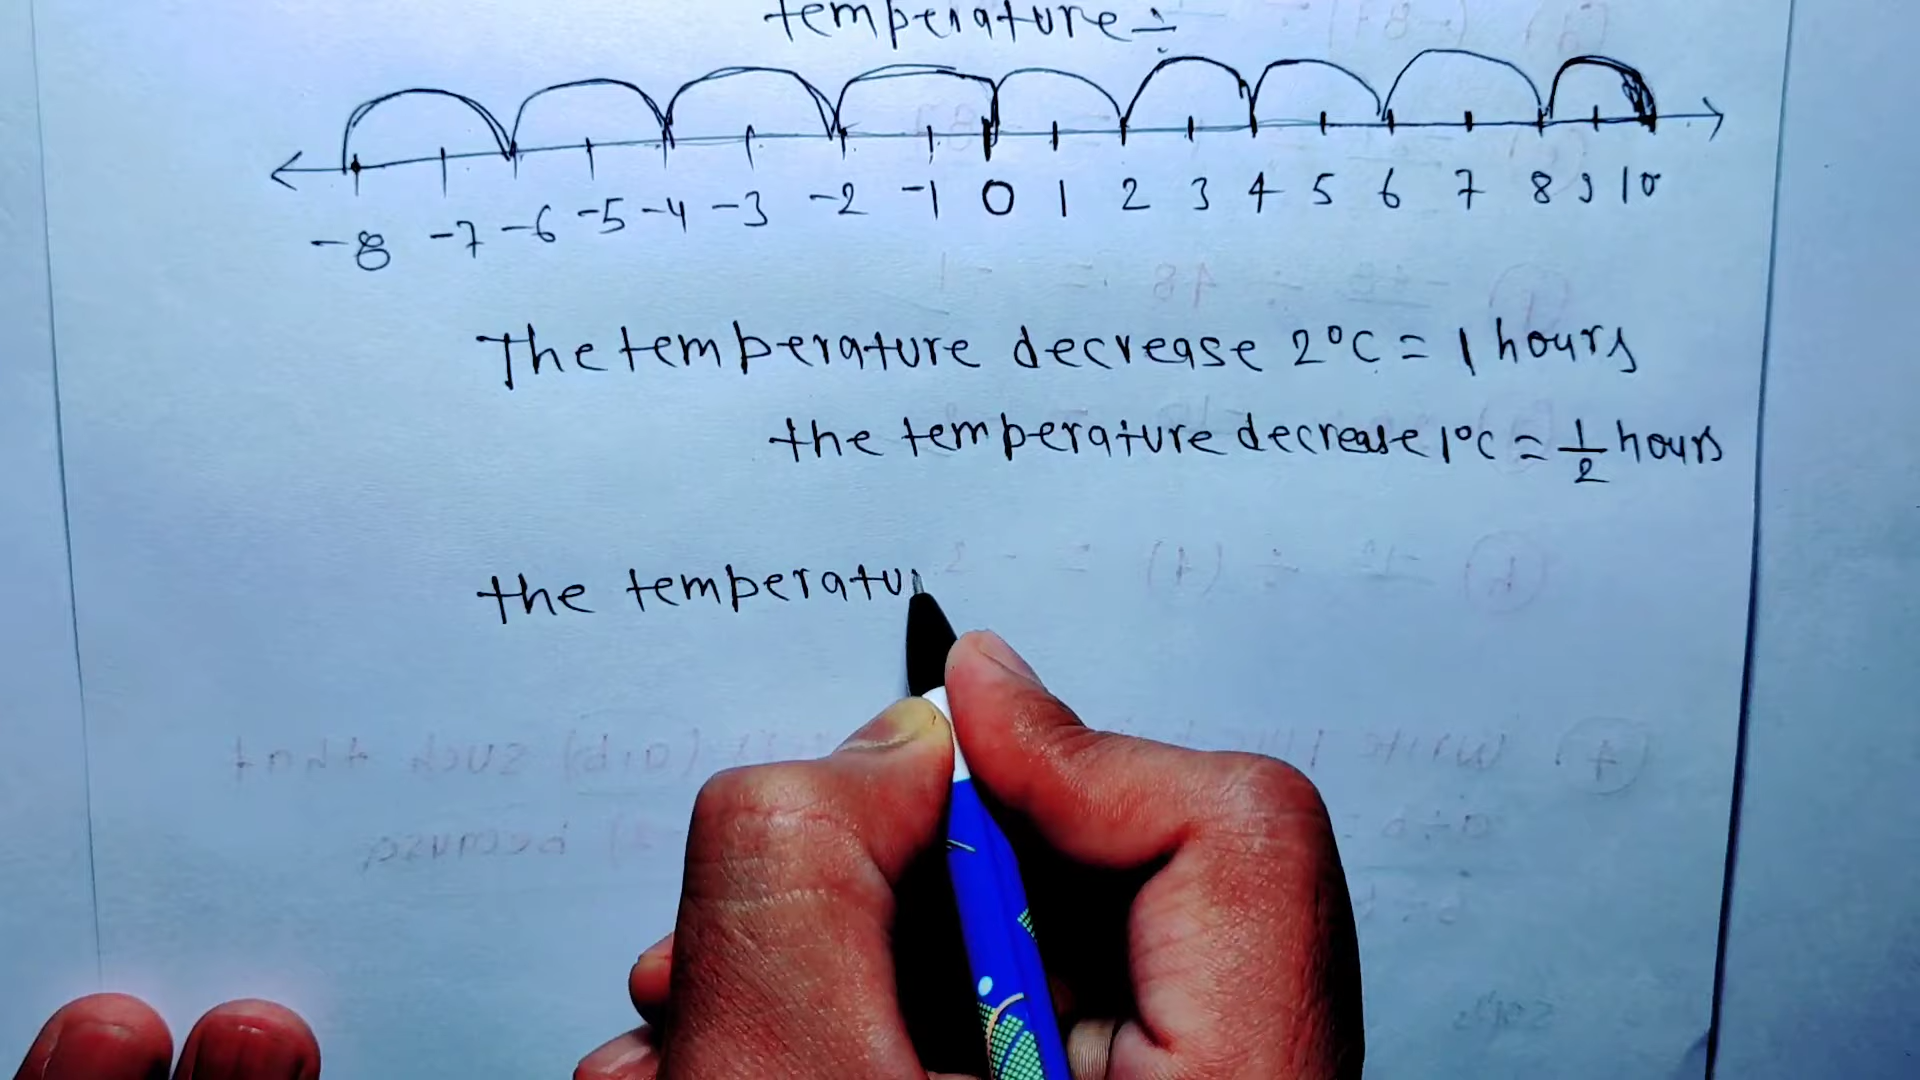 temperature :-
-8 -7 -6 -5 -4 -3 -2 -1 0 1 2 3 4 5 6 7 8 9 10
The temperature decrease 2°C = 1 hours
the temperature decrease 1°C = 1/2 hours
the temperatu